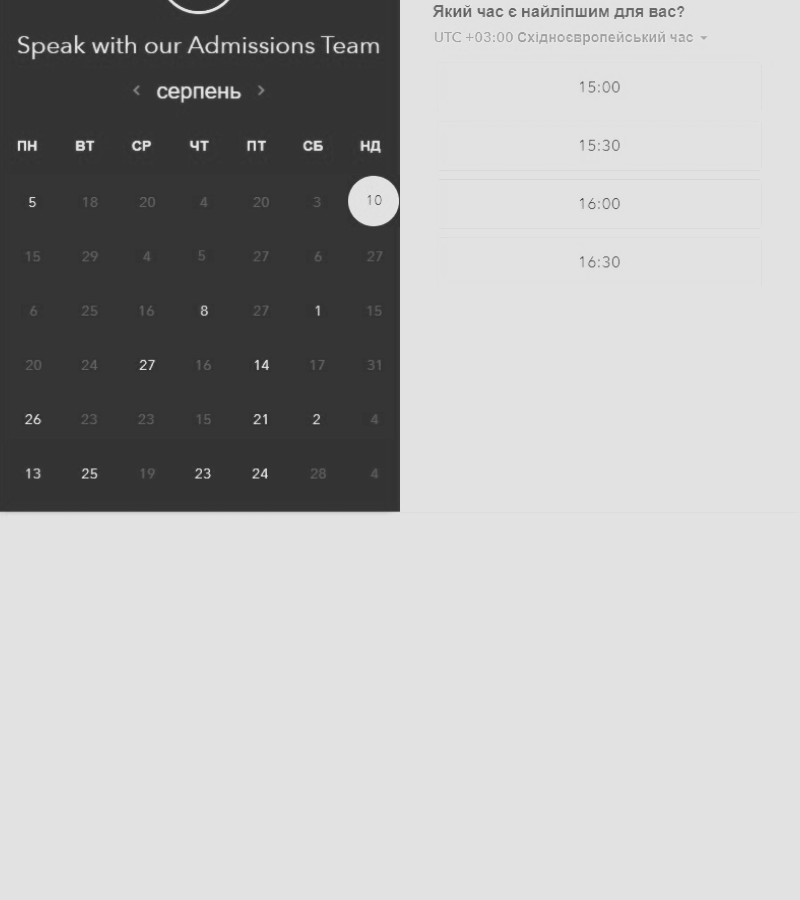 Speak with our Admissions Team
серпень
ПН ВТ СР ЧТ ПТ СБ НД
5 18 20 4 20 3 10
15 29 4 5 27 6 27
6 25 16 8 27 1 15
20 24 27 16 14 17 31
26 23 23 15 21 2 4
13 25 19 23 24 28 4
Який час є найліпшим для вас?
UTC +03:00 Східноєвропейський час
15:00
15:30
16:00
16:30